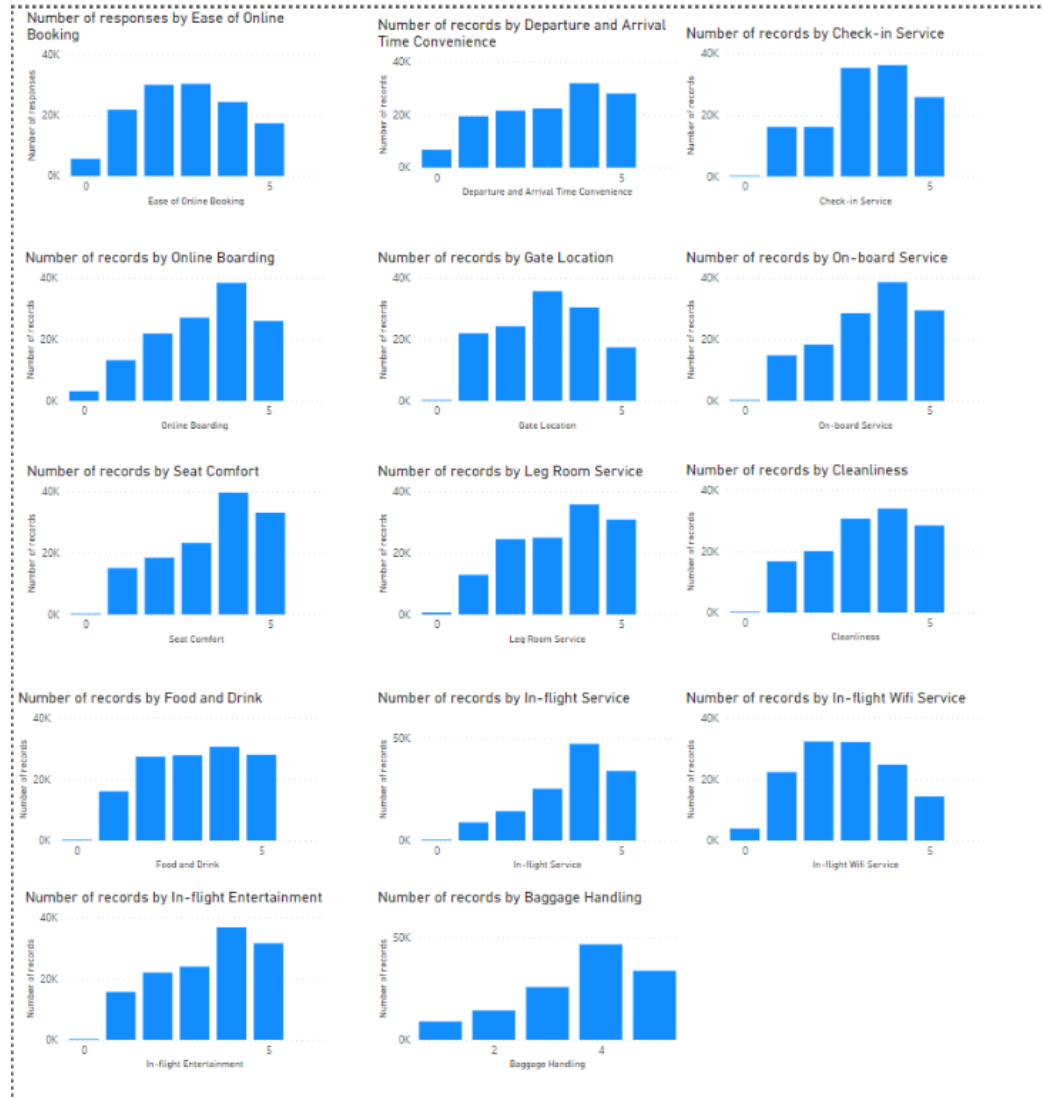 Number of responses by Ease of Online
Booking
40K
20K
0K
Number of responses
0
5
Ease of Online Booking
Number of records by Departure and Arrival
Time Convenience
40K
20K
0K
Number of records
0
5
Departure and Arrival Time Convenience
Number of records by Check-in Service
40K
20K
0K
Number of records
0
5
Check-in Service
Number of records by Online Boarding
40K
20K
0K
Number of records
0
5
Online Boarding
Number of records by Gate Location
40K
20K
0K
Number of records
0
5
Gate Location
Number of records by On-board Service
40K
20K
0K
Number of records
0
5
On-board Service
Number of records by Seat Comfort
40K
20K
0K
Number of records
0
5
Seat Comfort
Number of records by Leg Room Service
40K
20K
0K
Number of records
0
5
Leg Room Service
Number of records by Cleanliness
40K
20K
0K
Number of records
0
5
Cleanliness
Number of records by Food and Drink
40K
20K
0K
Number of records
0
5
Food and Drink
Number of records by In-flight Service
50K
0K
Number of records
0
5
In-flight Service
Number of records by In-flight Wifi Service
40K
20K
0K
Number of records
0
5
In-flight Wifi Service
Number of records by In-flight Entertainment
40K
20K
0K
Number of records
0
5
In-flight Entertainment
Number of records by Baggage Handling
50K
0K
Number of records
2
4
Baggage Handling